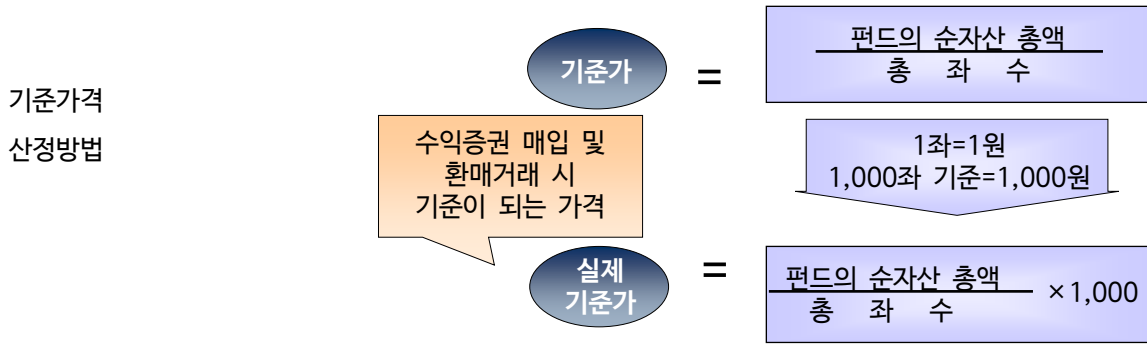 기준가격
산정방법
기준가
=
펀드의 순자산 총액
총 좌 수
수익증권 매입 및
환매거래 시
기준이 되는 가격
1좌=1원
1,000좌 기준=1,000원
실제
기준가
=
펀드의 순자산 총액
총 좌 수
×1,000